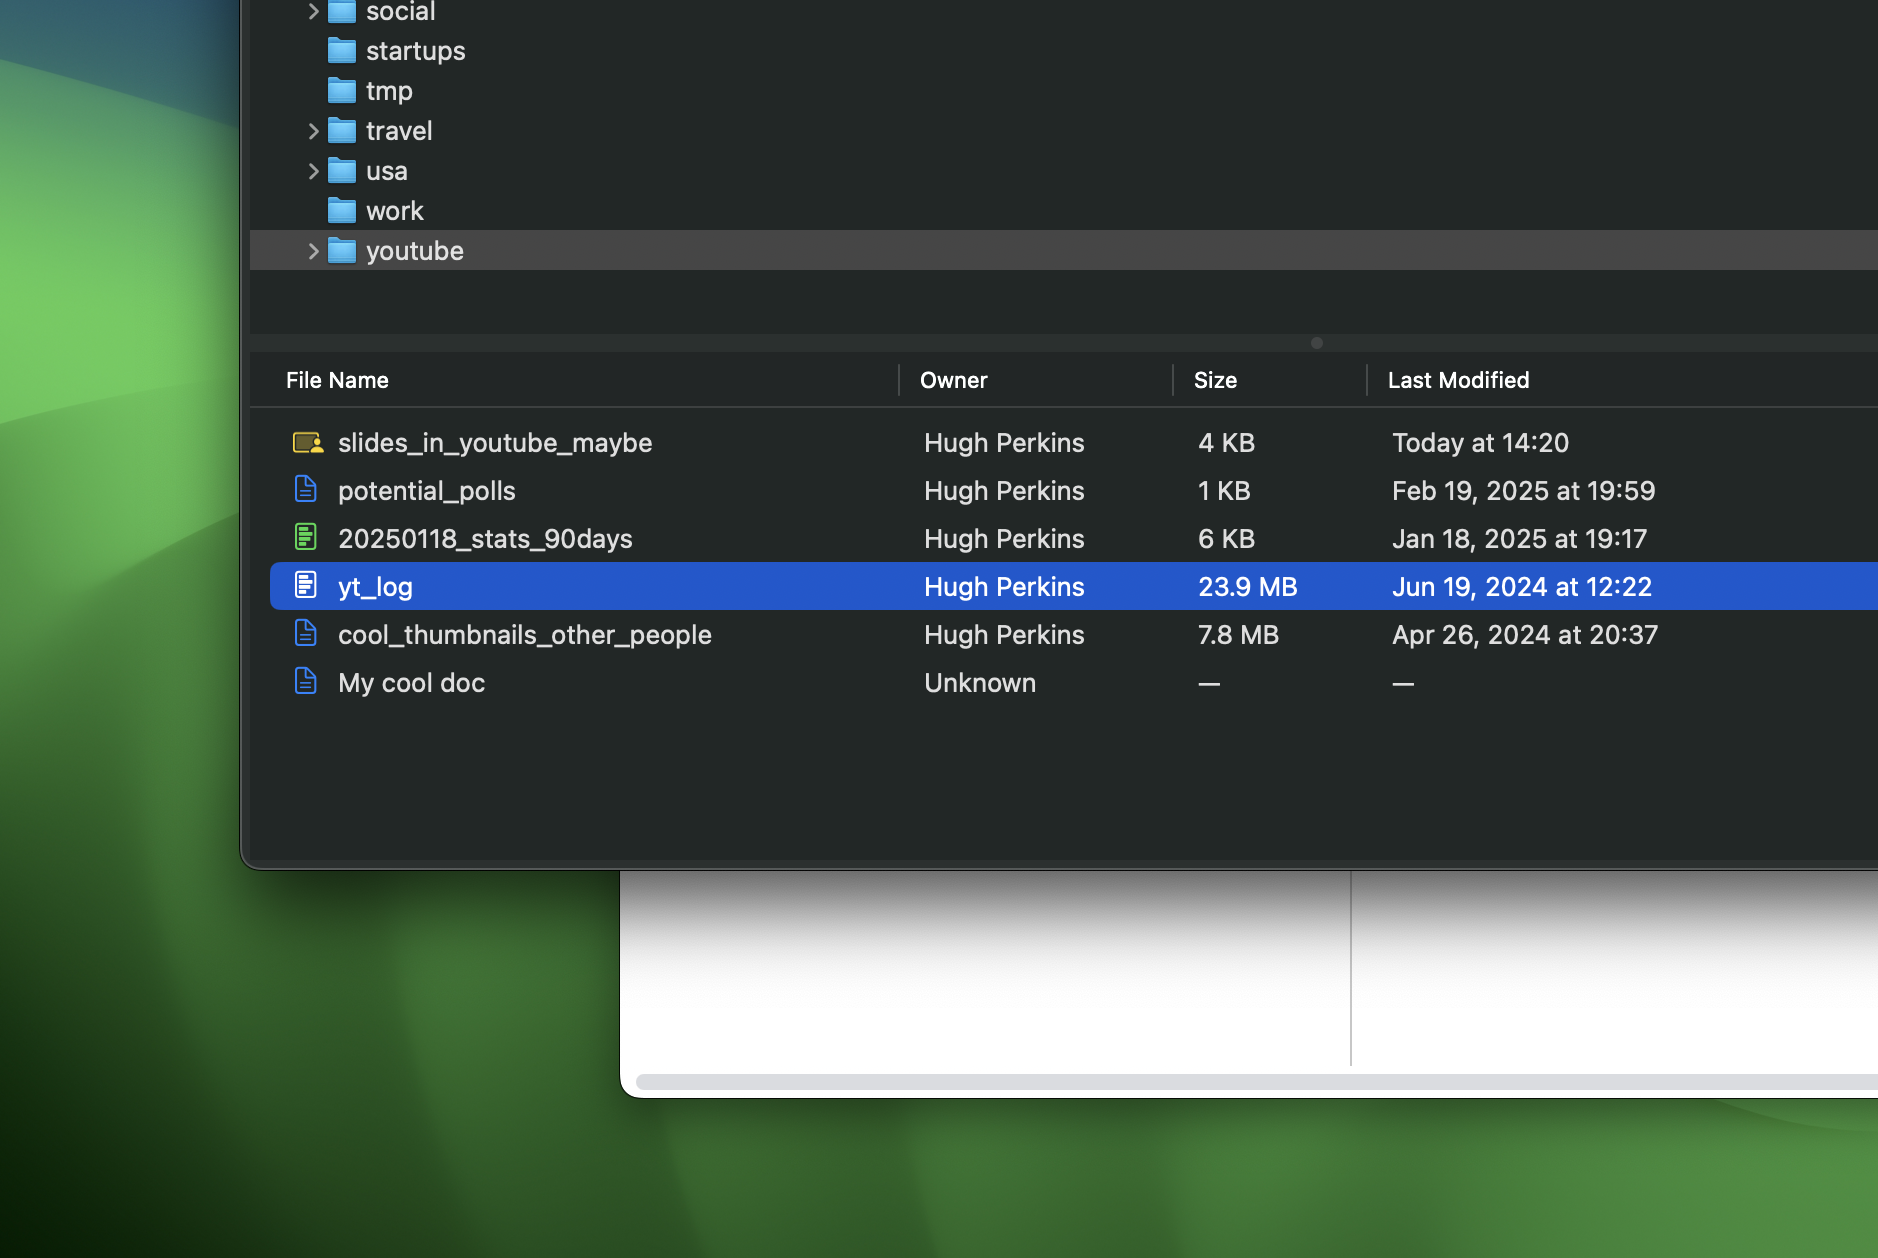 social
startups
tmp
travel
usa
work
youtube
File Name Owner Size Last Modified
slides_in_youtube_maybe Hugh Perkins 4 KB Today at 14:20
potential_polls Hugh Perkins 1 KB Feb 19, 2025 at 19:59
20250118_stats_90days Hugh Perkins 6 KB Jan 18, 2025 at 19:17
yt_log Hugh Perkins 23.9 MB Jun 19, 2024 at 12:22
cool_thumbnails_other_people Hugh Perkins 7.8 MB Apr 26, 2024 at 20:37
My cool doc Unknown — —